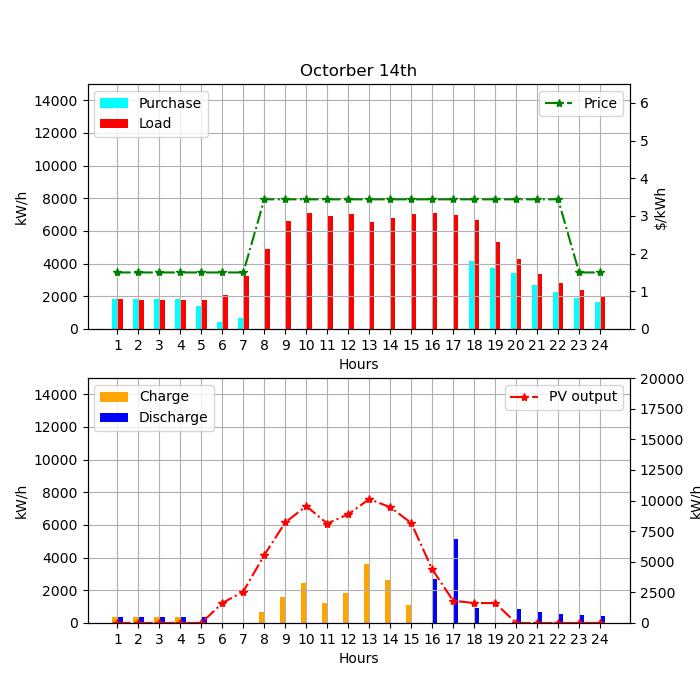 Octorber 14th
14000
12000
10000
8000
6000
4000
2000
0
kW/h
Purchase
Load
Price
6
5
4
3
2
1
0
$/kWh
1 2 3 4 5 6 7 8 9 10 11 12 13 14 15 16 17 18 19 20 21 22 23 24
Hours
14000
12000
10000
8000
6000
4000
2000
0
kW/h
Charge
Discharge
PV output
20000
17500
15000
12500
10000
7500
5000
2500
0
kW/h
1 2 3 4 5 6 7 8 9 10 11 12 13 14 15 16 17 18 19 20 21 22 23 24
Hours